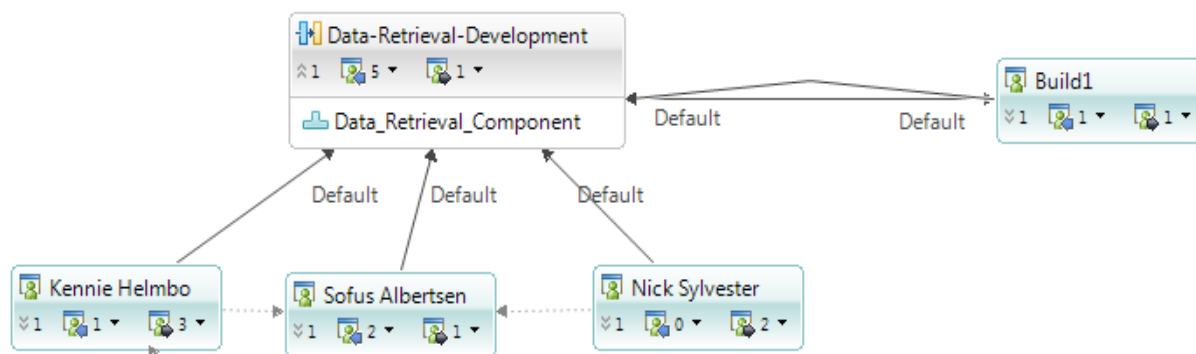 Data-Retrieval-Development
1 5 1
Data_Retrieval_Component
Default
Default
Build1
1 1 1
Default
Default
Default
Kennie Helmbo
1 1 3
Sofus Albertsen
1 2 1
Nick Sylvester
1 0 2